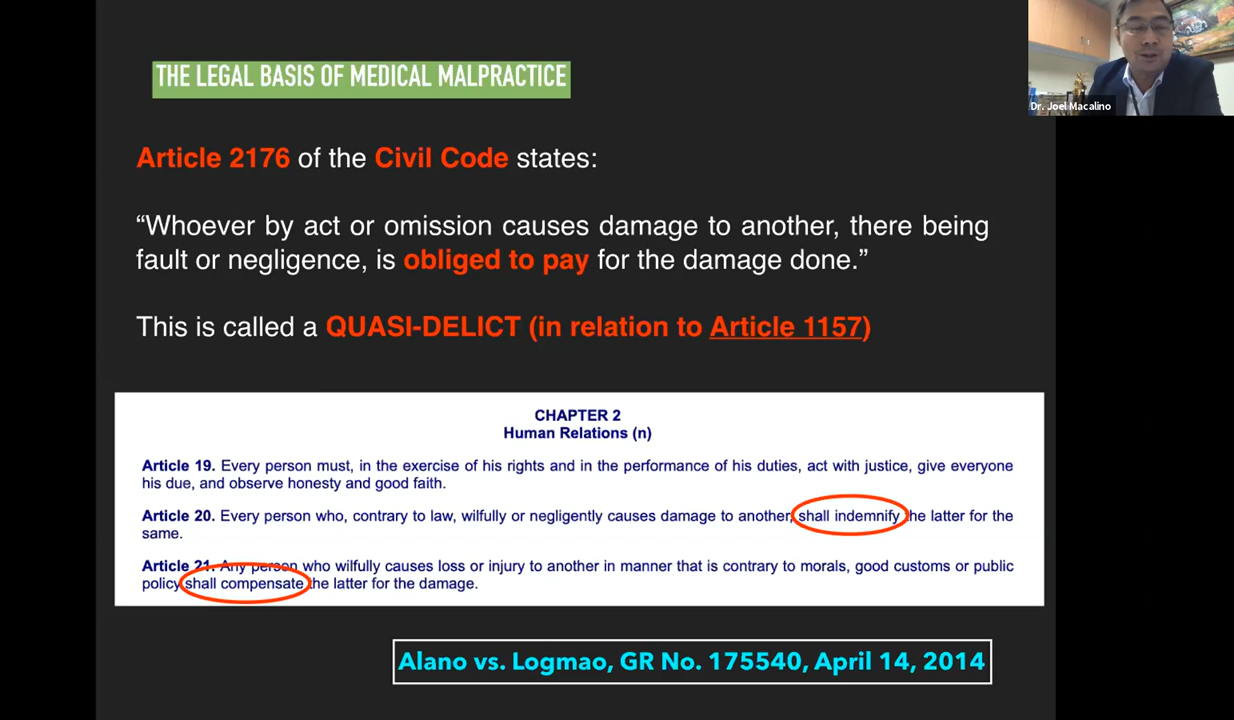 THE LEGAL BASIS OF MEDICAL MALPRACTICE
Dr. Joel Macalino
Article 2176 of the Civil Code states:
“Whoever by act or omission causes damage to another, there being
fault or negligence, is obliged to pay for the damage done.”
This is called a QUASI-DELICT (in relation to Article 1157)
CHAPTER 2
Human Relations (n)
Article 19. Every person must, in the exercise of his rights and in the performance of his duties, act with justice, give everyone
his due, and observe honesty and good faith.
Article 20. Every person who, contrary to law, wilfully or negligently causes damage to another, shall indemnify the latter for the
same.
Article 21. Any person who wilfully causes loss or injury to another in manner that is contrary to morals, good customs or public
policy shall compensate the latter for the damage.
Alano vs. Logmao, GR No. 175540, April 14, 2014